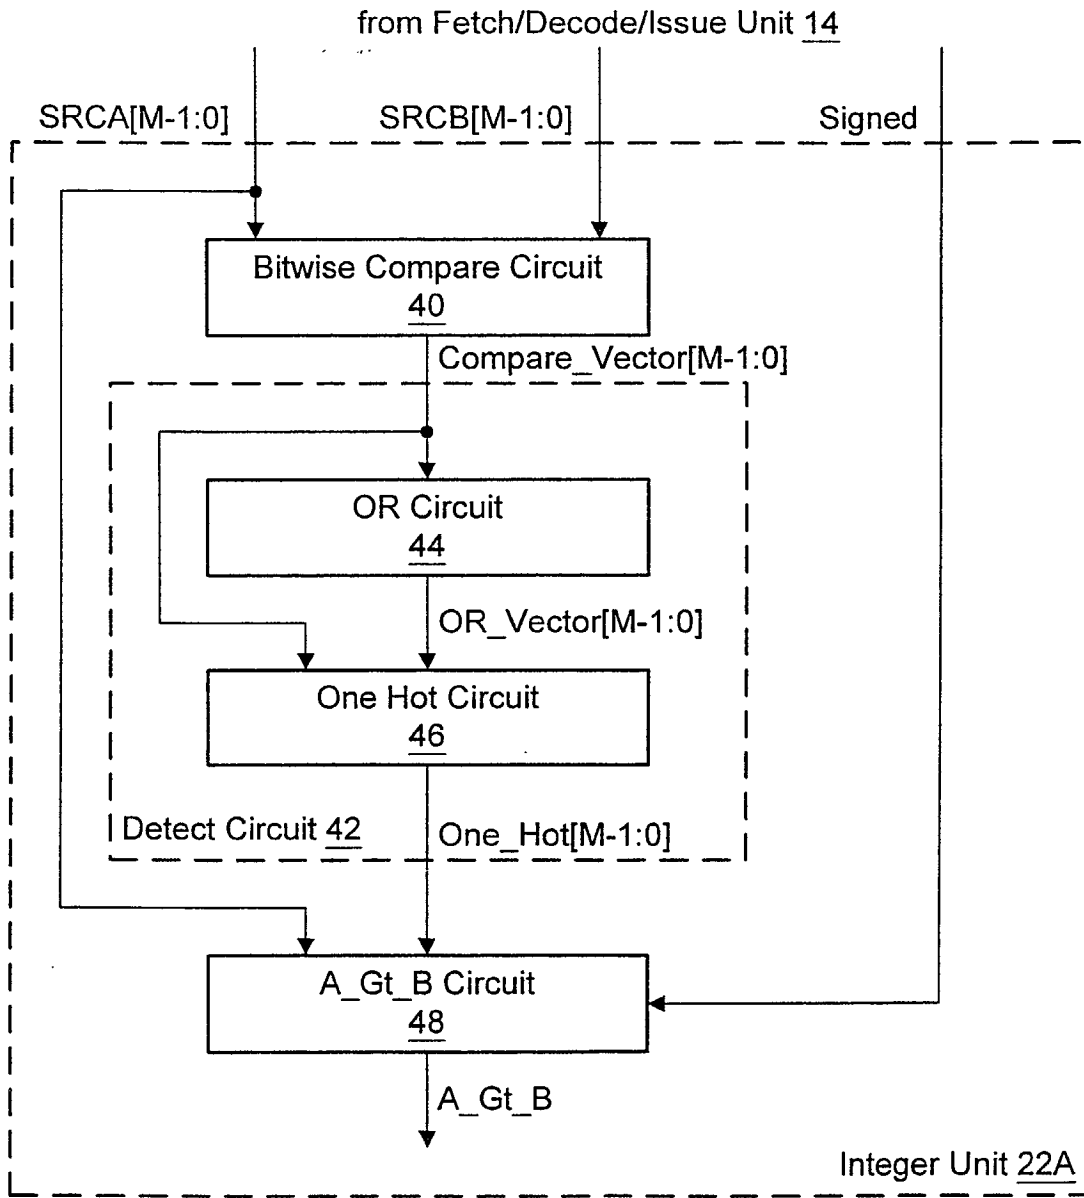 from Fetch/Decode/Issue Unit 14
SRCA[M-1:0]
SRCB[M-1:0]
Signed
Bitwise Compare Circuit
40
Compare_Vector[M-1:0]
OR Circuit
44
OR_Vector[M-1:0]
One Hot Circuit
46
Detect Circuit 42
One_Hot[M-1:0]
A_Gt_B Circuit
48
A_Gt_B
Integer Unit 22A